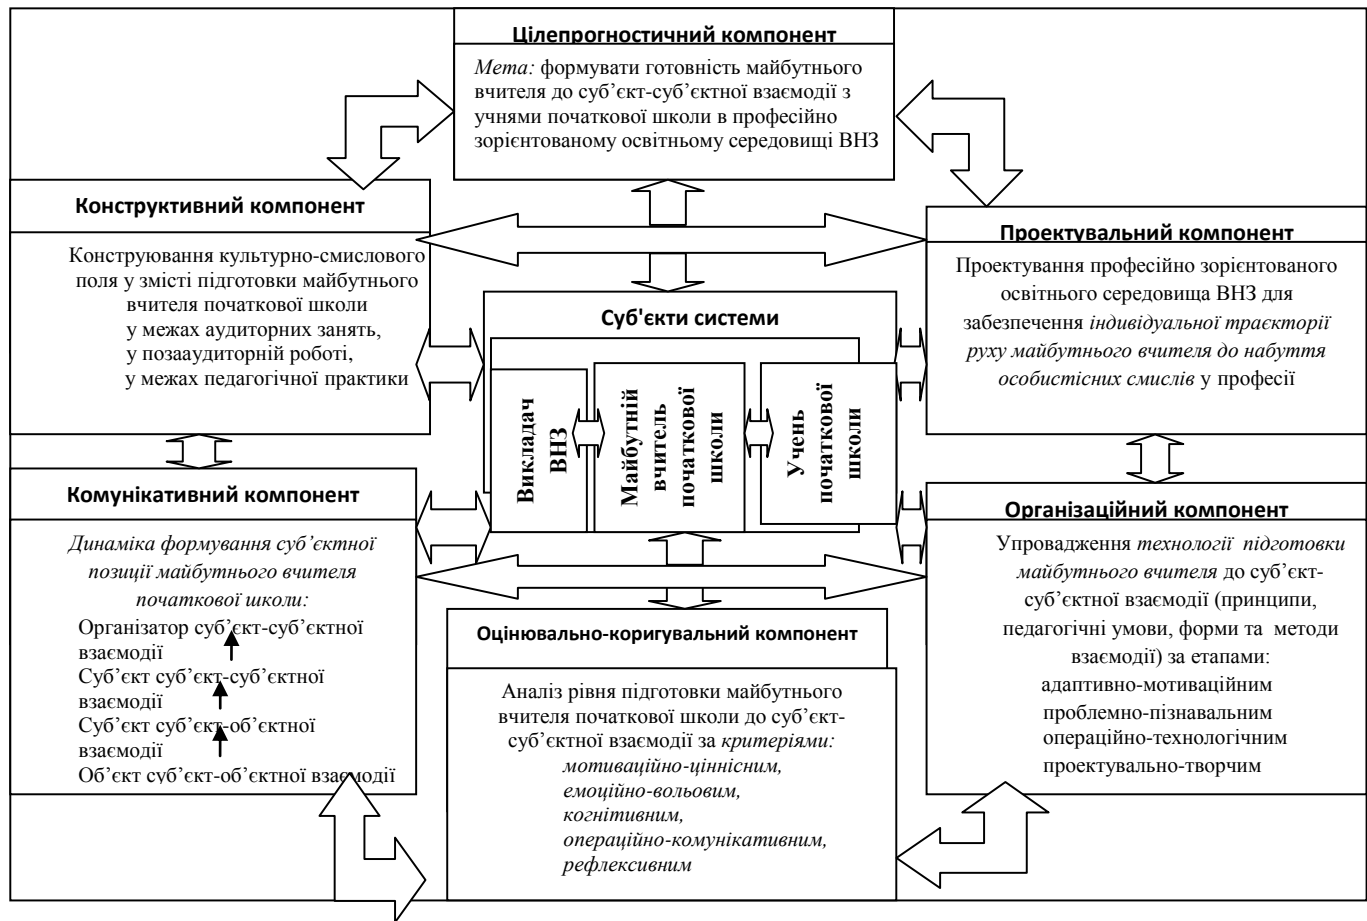 Цілепрогностичний компонент
Мета: формувати готовність майбутнього
вчителя до суб’єкт-суб’єктної взаємодії з
учнями початкової школи в професійно
зорієнтованому освітньому середовищі ВНЗ
Конструктивний компонент
Конструювання культурно-смислового
поля у змісті підготовки майбутнього
вчителя початкової школи
у межах аудиторних занять,
у позааудиторній роботі,
у межах педагогічної практики
Проектувальний компонент
Проектування професійно зорієнтованого
освітнього середовища ВНЗ для
забезпечення індивідуальної траєкторії
руху майбутнього вчителя до набуття
особистісних смислів у професії
Суб'єкти системи
Викладач
ВНЗ
Майбутній
вчитель
початкової
школи
Учень
початкової
школи
Комунікативний компонент
Динаміка формування суб’єктної
позиції майбутнього вчителя
початкової школи:
Організатор суб’єкт-суб’єктної
взаємодії
Суб’єкт суб’єкт-суб’єктної
взаємодії
Суб’єкт суб’єкт-об’єктної
взаємодії
Об’єкт суб’єкт-об’єктної взаємодії
Організаційний компонент
Упровадження технології підготовки
майбутнього вчителя до суб’єкт-
суб’єктної взаємодії (принципи,
педагогічні умови, форми та методи
взаємодії) за етапами:
адаптивно-мотиваційним
проблемно-пізнавальним
операційно-технологічним
проектувально-творчим
Оцінювально-коригувальний компонент
Аналіз рівня підготовки майбутнього
вчителя початкової школи до суб’єкт-
суб’єктної взаємодії за критеріями:
мотиваційно-ціннісним,
емоційно-вольовим,
когнітивним,
операційно-комунікативним,
рефлексивним